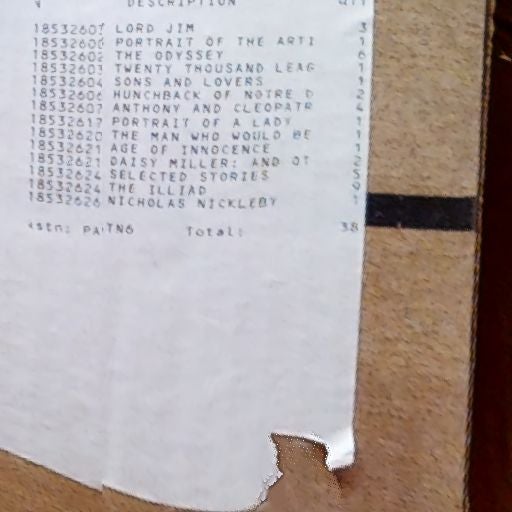 DESCRIPTION QTY
18532607 LORD JIM 3
18532600 PORTRAIT OF THE ARTI 1
18532602 THE ODYSSEY 6
18532603 TWENTY THOUSAND LEAG 1
18532604 SONS AND LOVERS 1
18532606 HUNCHBACK OF NOTRE D 2
18532607 ANTHONY AND CLEOPATR 4
18532617 PORTRAIT OF A LADY 1
18532620 THE MAN WHO WOULD BE 1
18532621 AGE OF INNOCENCE 1
18532621 DAISY MILLER: AND OT 2
18532624 SELECTED STORIES 5
18532624 THE ILLIAD 9
18532626 NICHOLAS NICKLEBY 1
Total: 38